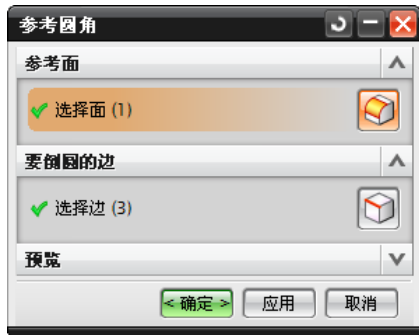 参考圆角
参考面
选择面 (1)
要倒圆的边
选择边 (3)
预览
< 确定 >
应用
取消